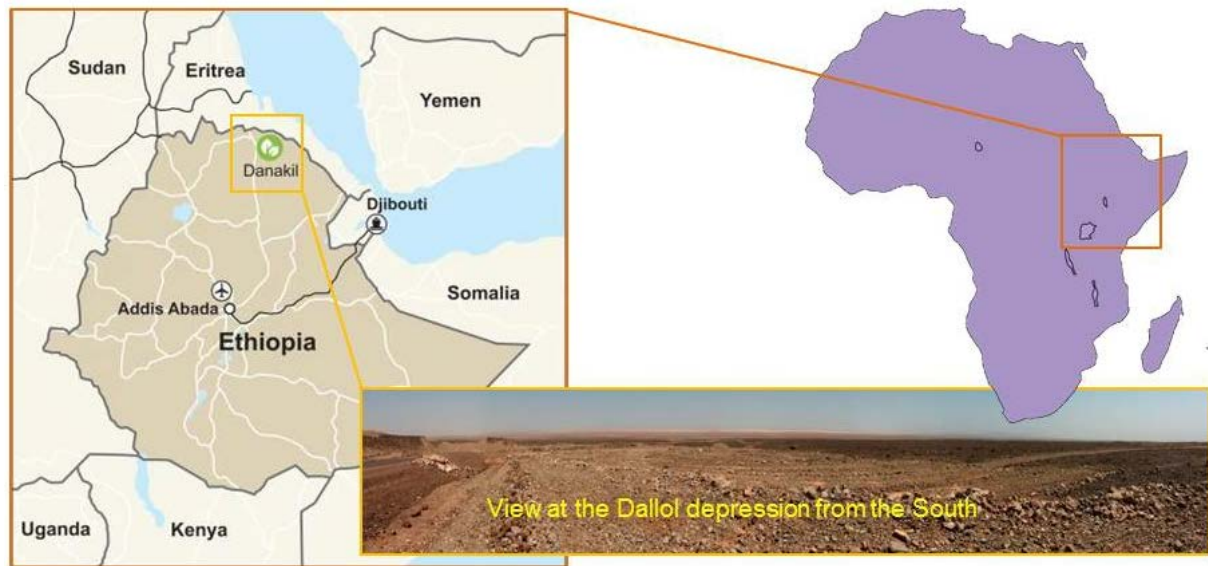 Sudan
Eritrea
Yemen
Danakil
Djibouti
Addis Abada
Somalia
Ethiopia
Uganda
Kenya
View at the Dallol depression from the South